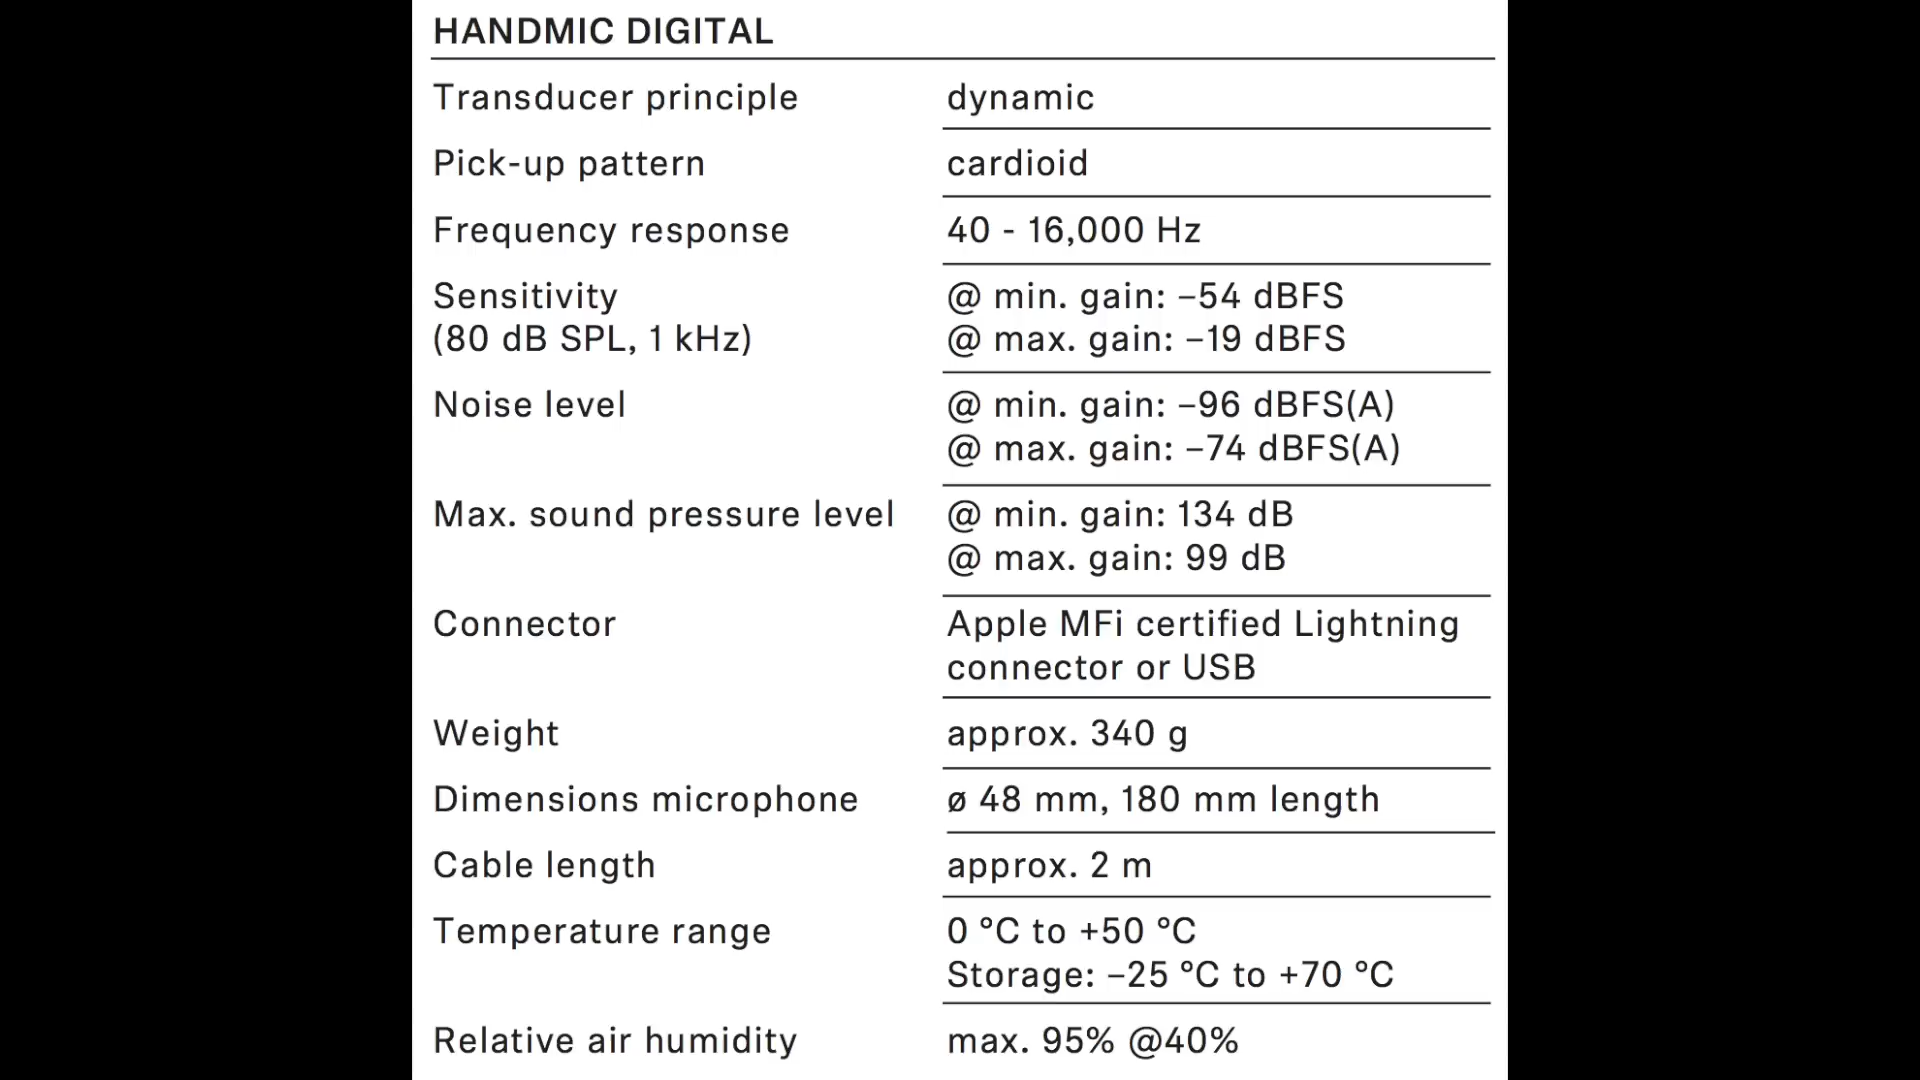 HANDMIC DIGITAL
Transducer principle dynamic
Pick-up pattern cardioid
Frequency response 40 - 16,000 Hz
Sensitivity @ min. gain: –54 dBFS
(80 dB SPL, 1 kHz) @ max. gain: –19 dBFS
Noise level @ min. gain: –96 dBFS(A)
@ max. gain: –74 dBFS(A)
Max. sound pressure level @ min. gain: 134 dB
@ max. gain: 99 dB
Connector Apple MFi certified Lightning
connector or USB
Weight approx. 340 g
Dimensions microphone ø 48 mm, 180 mm length
Cable length approx. 2 m
Temperature range 0 °C to +50 °C
Storage: –25 °C to +70 °C
Relative air humidity max. 95% @40%